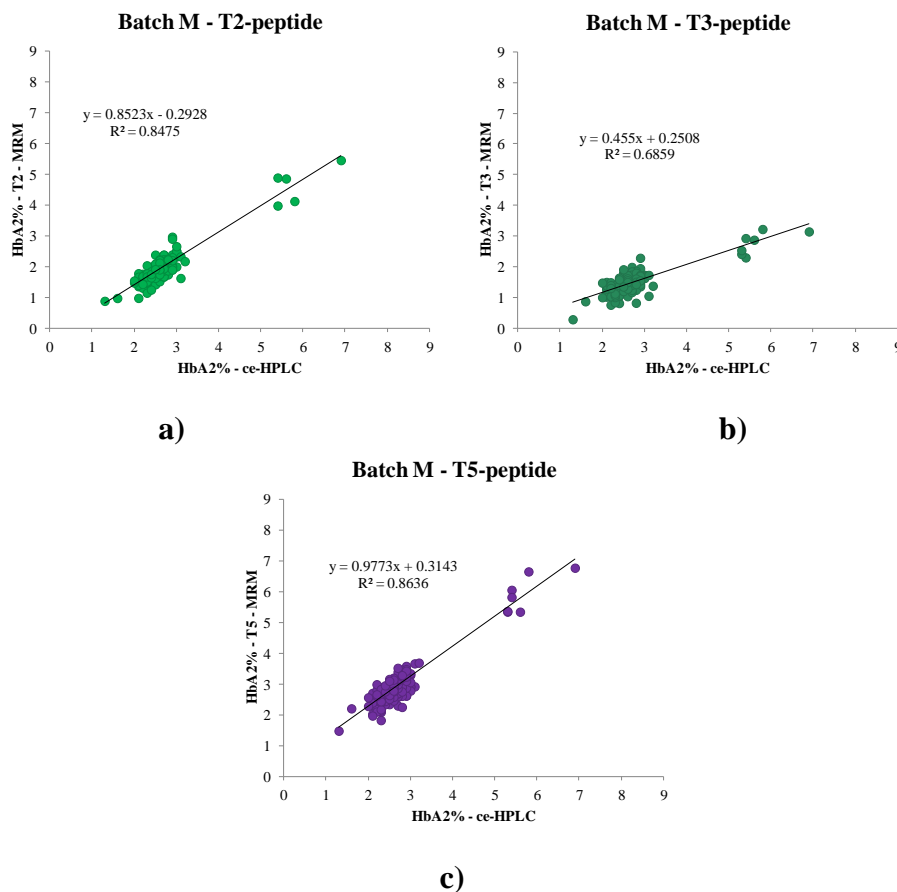 Batch M - T2-peptide
9
8
7
6
5
4
3
2
1
0
HbA2% - T2 - MRM
y = 0.8523x - 0.2928
R² = 0.8475
0 1 2 3 4 5 6 7 8 9
HbA2% - ce-HPLC
a)
Batch M - T3-peptide
9
8
7
6
5
4
3
2
1
0
HbA2% - T3 - MRM
y = 0.455x + 0.2508
R² = 0.6859
0 1 2 3 4 5 6 7 8 9
HbA2% - ce-HPLC
b)
Batch M - T5-peptide
9
8
7
6
5
4
3
2
1
0
HbA2% - T5 - MRM
y = 0.9773x + 0.3143
R² = 0.8636
0 1 2 3 4 5 6 7 8 9
HbA2% - ce-HPLC
c)